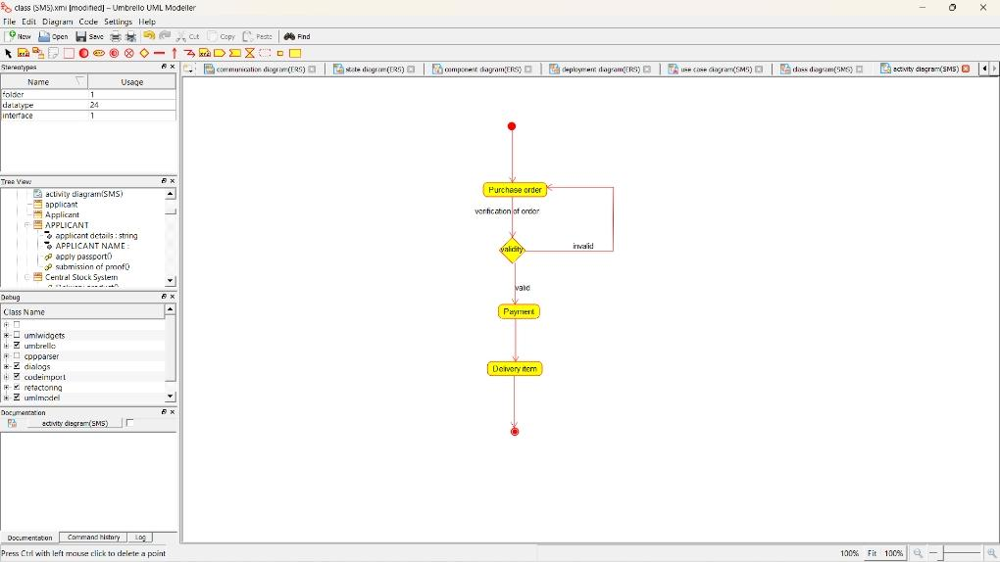 class (SMS).xmi [modified] – Umbrello UML Modeller
File Edit Diagram Code Settings Help
New Open Save Cut Copy Paste Find
Stereotypes
Name Usage
folder 1
datatype 24
interface 1
Tree View
activity diagram(SMS)
applicant
Applicant
APPLICANT
applicant details : string
APPLICANT NAME :
apply passport()
submission of proof()
Central Stock System
Debug
Class Name
umlwidgets
umbrello
cppparser
dialogs
codeimport
refactoring
umlmodel
Documentation
activity diagram(SMS)
Documentation Command history Log
Press Ctrl with left mouse click to delete a point
communication diagram(ERS) state diagram(ERS) component diagram(ERS) deployment diagram(ERS) use case diagram(SMS) class diagram(SMS) activity diagram(SMS)
Purchase order
verification of order
validity
invalid
valid
Payment
Delivery item
100% Fit 100%